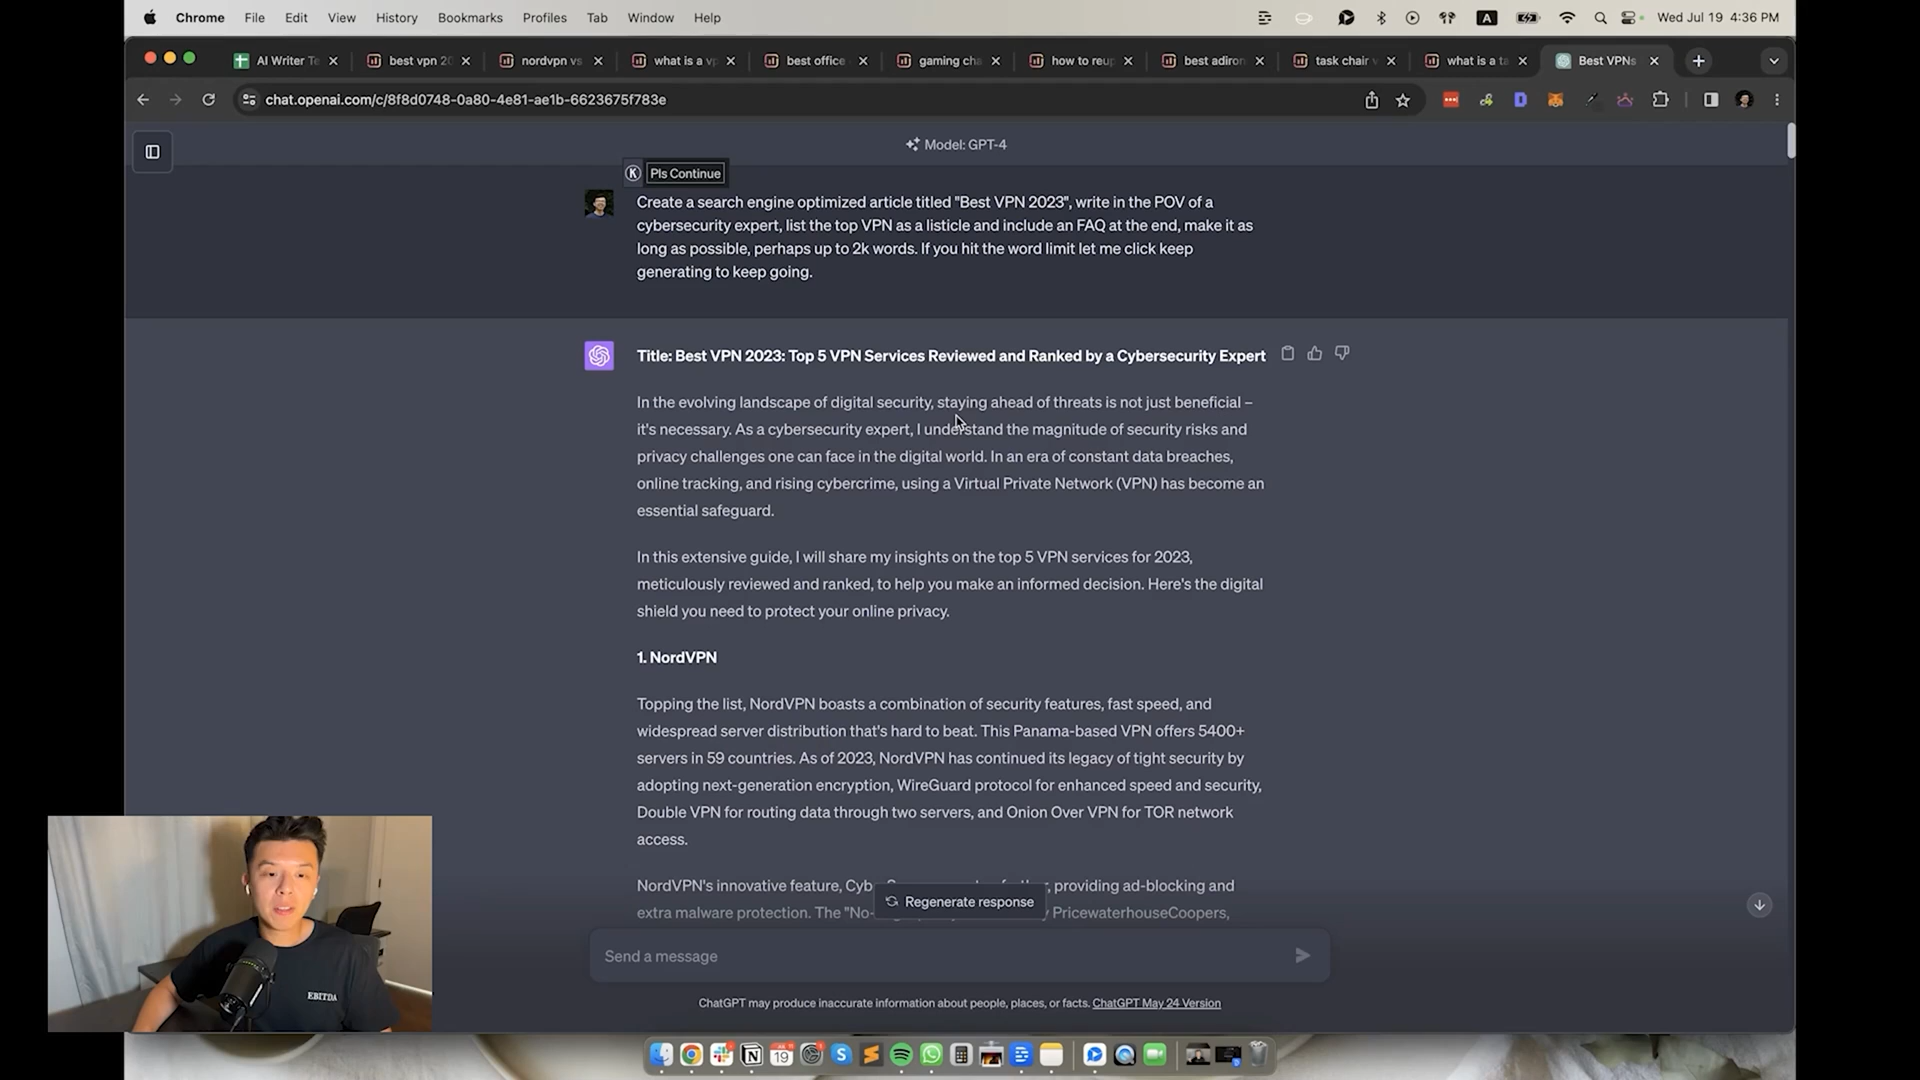 Chrome File Edit View History Bookmarks Profiles Tab Window Help A Wed Jul 19 4:36 PM
AI Writer Te best vpn 20 nordvpn vs what is a vp best office gaming cha how to reup best adiron task chair v what is a ta Best VPNs
chat.openai.com/c/8f8d0748-0a80-4e81-ae1b-6623675f783e
Model: GPT-4
K Pls Continue
Create a search engine optimized article titled "Best VPN 2023", write in the POV of a
cybersecurity expert, list the top VPN as a listicle and include an FAQ at the end, make it as
long as possible, perhaps up to 2k words. If you hit the word limit let me click keep
generating to keep going.
Title: Best VPN 2023: Top 5 VPN Services Reviewed and Ranked by a Cybersecurity Expert
In the evolving landscape of digital security, staying ahead of threats is not just beneficial –
it's necessary. As a cybersecurity expert, I understand the magnitude of security risks and
privacy challenges one can face in the digital world. In an era of constant data breaches,
online tracking, and rising cybercrime, using a Virtual Private Network (VPN) has become an
essential safeguard.
In this extensive guide, I will share my insights on the top 5 VPN services for 2023,
meticulously reviewed and ranked, to help you make an informed decision. Here's the digital
shield you need to protect your online privacy.
1. NordVPN
Topping the list, NordVPN boasts a combination of security features, fast speed, and
widespread server distribution that's hard to beat. This Panama-based VPN offers 5400+
servers in 59 countries. As of 2023, NordVPN has continued its legacy of tight security by
adopting next-generation encryption, WireGuard protocol for enhanced speed and security,
Double VPN for routing data through two servers, and Onion Over VPN for TOR network
access.
NordVPN's innovative feature, Cyb providing ad-blocking and
extra malware protection. The "No- PricewaterhouseCoopers,
Regenerate response
Send a message
ChatGPT may produce inaccurate information about people, places, or facts. ChatGPT May 24 Version
EBITDA
19